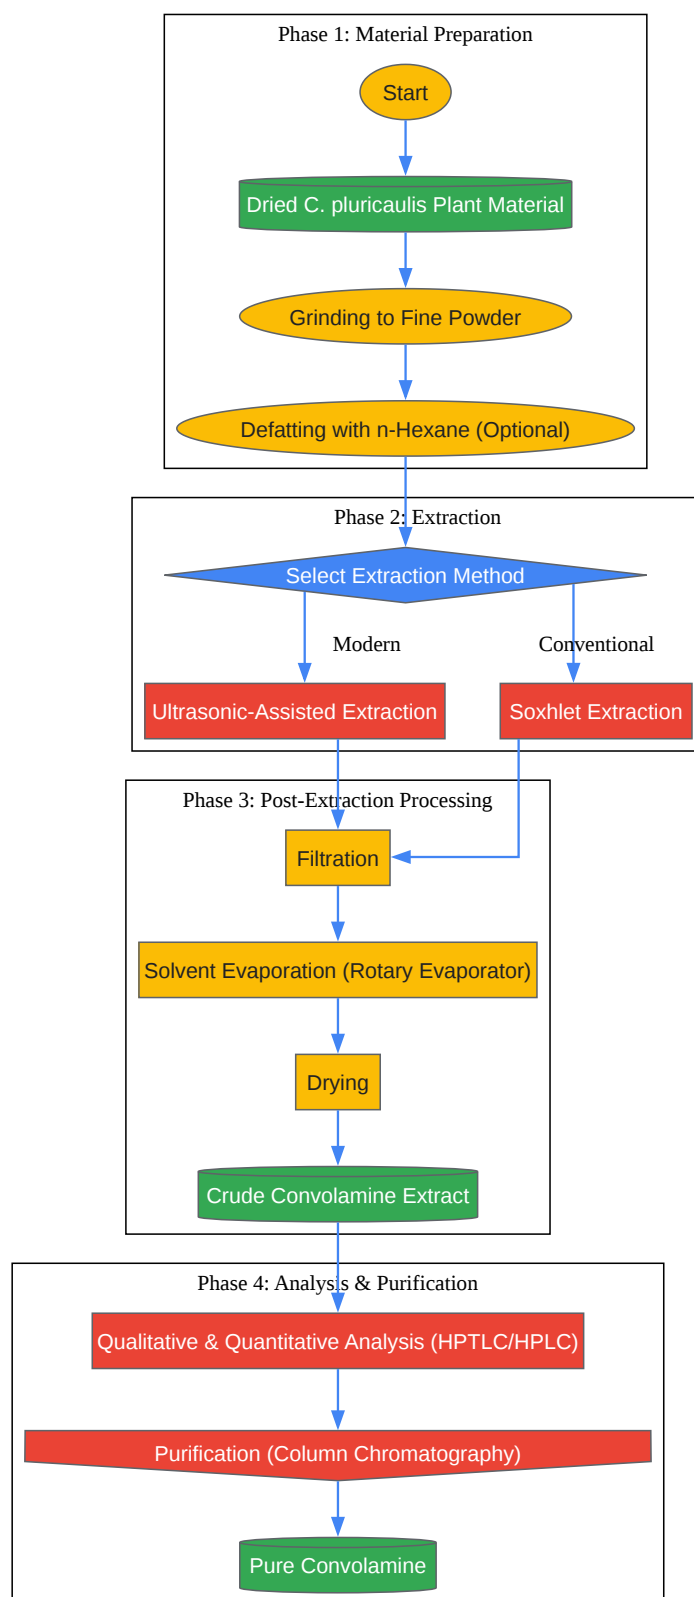 Phase 1: Material Preparation
Start
Dried C. pluricaulis Plant Material
Grinding to Fine Powder
Defatting with n-Hexane (Optional)
Phase 2: Extraction
Select Extraction Method
Modern
Conventional
Ultrasonic-Assisted Extraction
Soxhlet Extraction
Phase 3: Post-Extraction Processing
Filtration
Solvent Evaporation (Rotary Evaporator)
Drying
Crude Convolamine Extract
Phase 4: Analysis & Purification
Qualitative & Quantitative Analysis (HPTLC/HPLC)
Purification (Column Chromatography)
Pure Convolamine